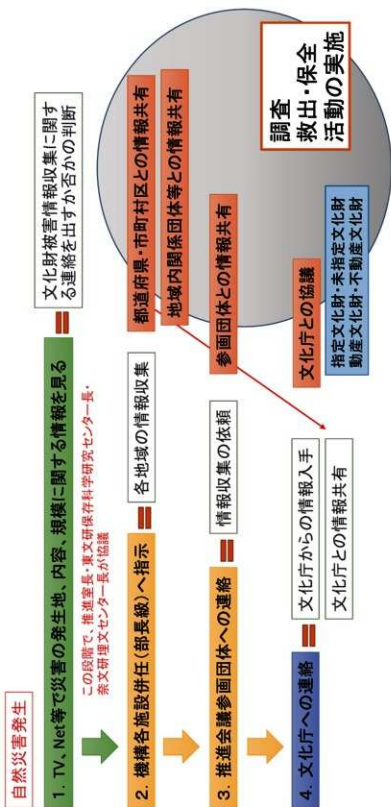 自然災害発生
1. TV、Net等で災害の発生地、内容、規模に関する情報を見る
文化財被害情報収集に関す
る連絡を出すか否かの判断
この段階で、推進室長・東文研保存科学研究センター長・
奈文研埋文センター長が協議
2. 機構各施設併任(部長級)へ指示
各地域の情報収集
都道府県・市町村区との情報共有
地域内関係団体等との情報共有
3. 推進会議参画団体への連絡
情報収集の依頼
参画団体との情報共有
4. 文化庁への連絡
文化庁からの情報入手
文化庁との情報共有
文化庁との協議
指定文化財・未指定文化財
動産文化財・不動産文化財
調査
救出・保全
活動の実施